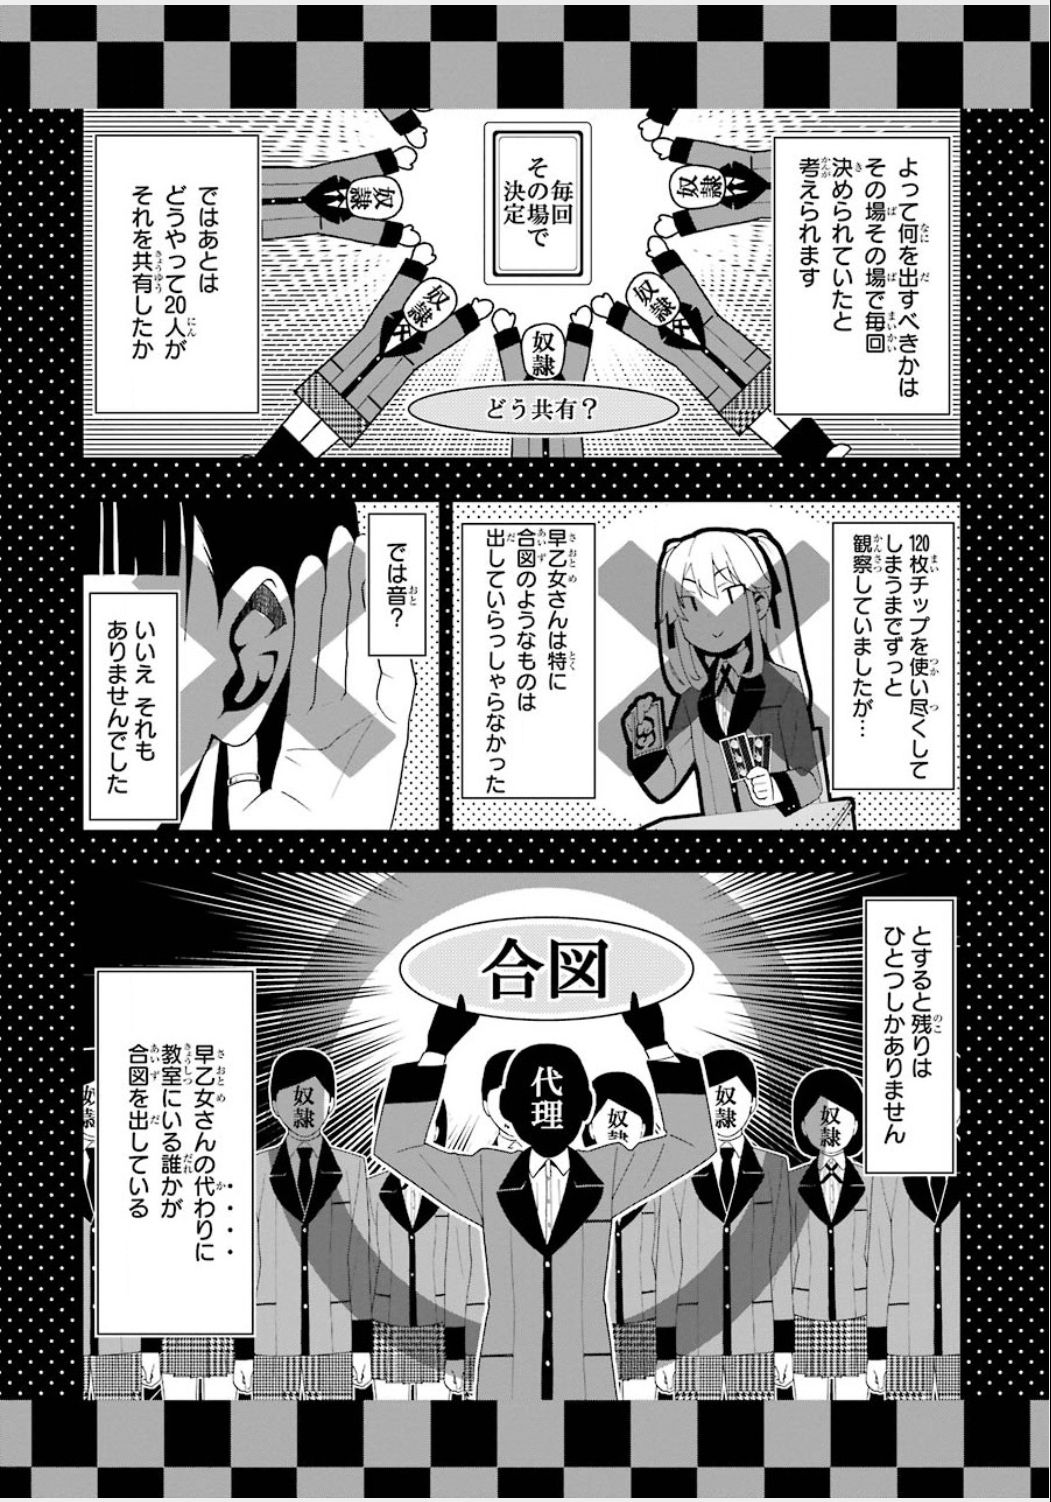 よって何を出すべきかは
その場その場で毎回
決められていたと
考えられます
毎回
その場で
決定
奴隷
奴隷
奴隷
奴隷
奴隷
どう共有?
ではあとは
どうやって20人が
それを共有したか
120枚チップを使い尽くして
しまうまでずっと
観察していましたが…
早乙女さんは特に
合図のようなものは
出していらっしゃらなかった
では音?
いいえ それも
ありませんでした
とすると残りは
ひとつしかありません
合図
代理
奴隷
奴隷
奴隷
奴隷
奴隷
早乙女さんの代わりに
教室にいる誰かが
合図を出している